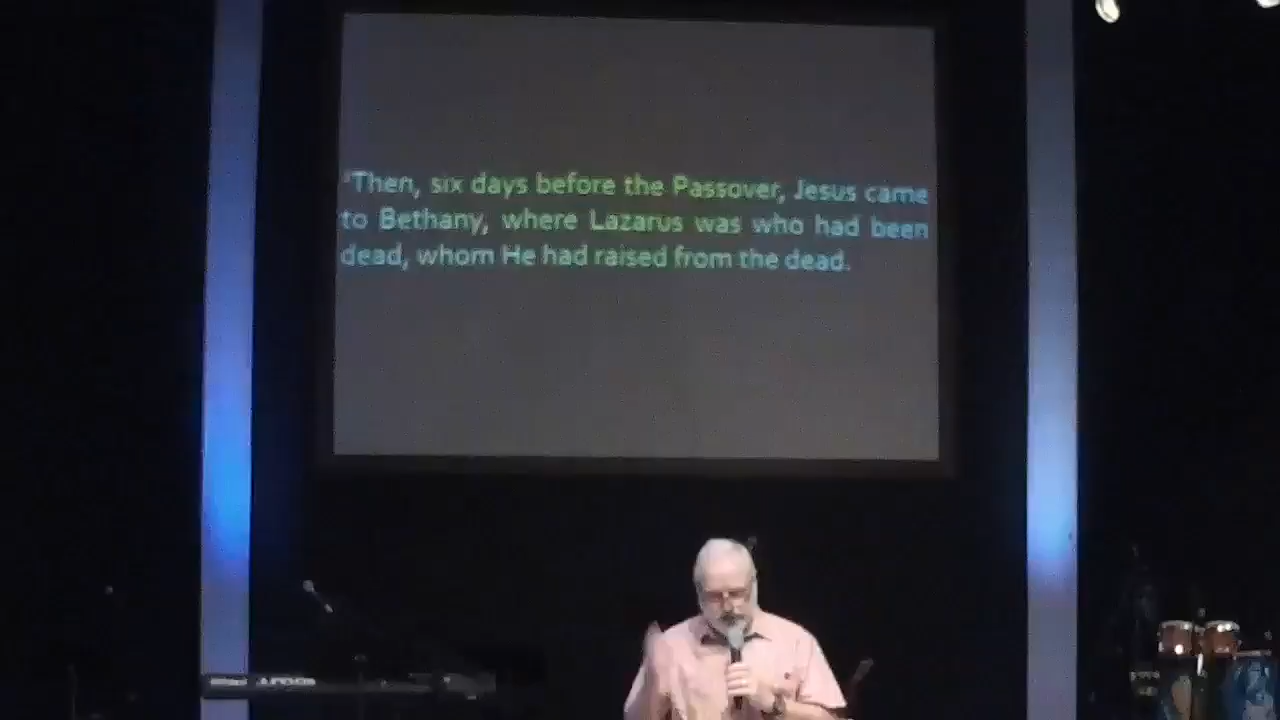 "Then, six days before the Passover, Jesus came
to Bethany, where Lazarus was who had been
dead, whom He had raised from the dead.